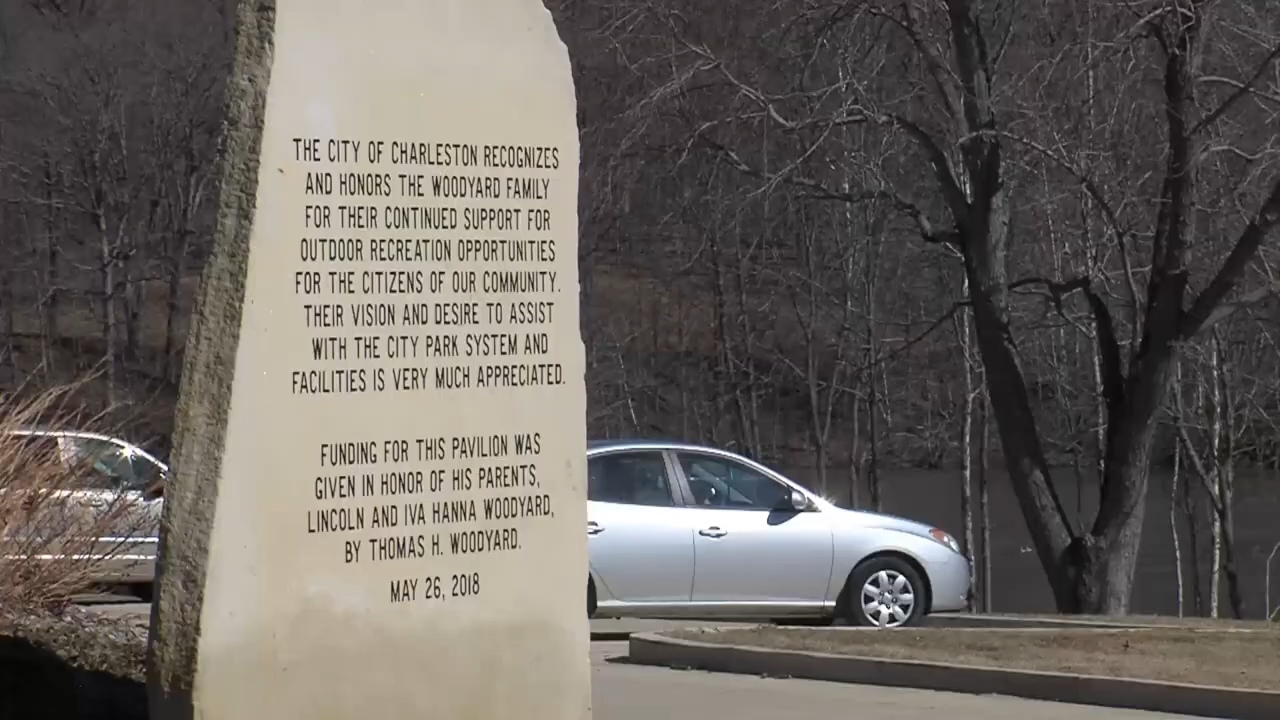 THE CITY OF CHARLESTON RECOGNIZES
AND HONORS THE WOODYARD FAMILY
FOR THEIR CONTINUED SUPPORT FOR
OUTDOOR RECREATION OPPORTUNITIES
FOR THE CITIZENS OF OUR COMMUNITY.
THEIR VISION AND DESIRE TO ASSIST
WITH THE CITY PARK SYSTEM AND
FACILITIES IS VERY MUCH APPRECIATED.
FUNDING FOR THIS PAVILION WAS
GIVEN IN HONOR OF HIS PARENTS,
LINCOLN AND IVA HANNA WOODYARD,
BY THOMAS H. WOODYARD.
MAY 26, 2018